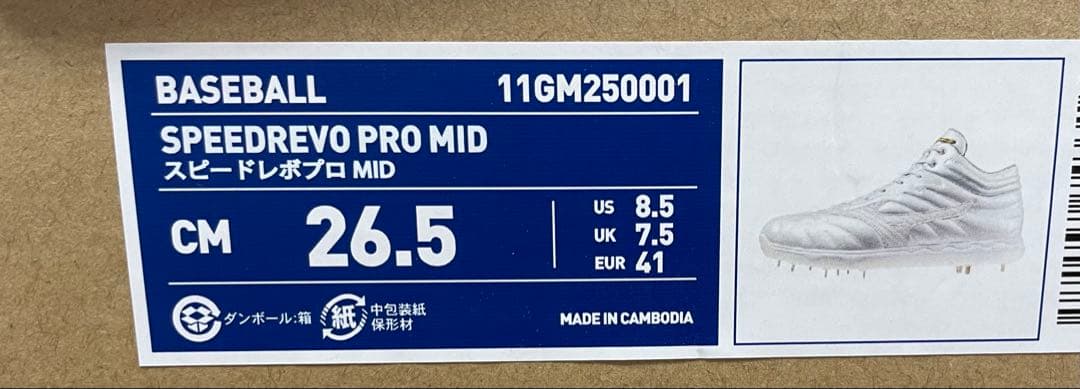 BASEBALL 11GM250001
SPEEDREVO PRO MID
スピードレボプロ MID
CM 26.5
US 8.5
UK 7.5
EUR 41
ダンボール:箱
紙
中包装紙
保形材
MADE IN CAMBODIA